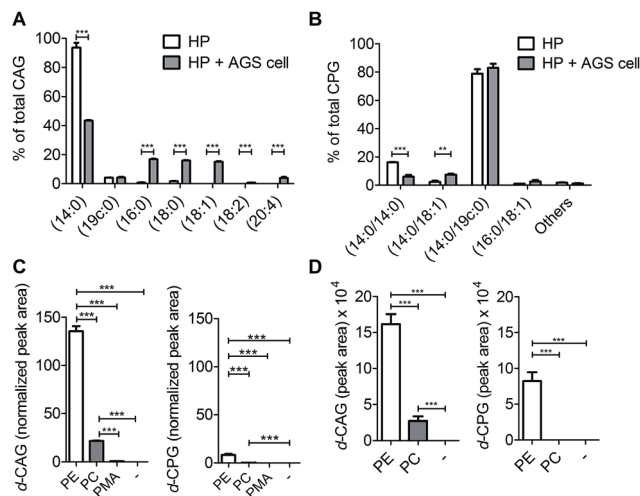 A
% of total CAG
100
80
60
40
20
0
***
***
***
***
***
***
HP
HP + AGS cell
(14:0)
(19c:0)
(16:0)
(18:0)
(18:1)
(18:2)
(20:4)
B
% of total CPG
100
80
60
40
20
0
***
**
HP
HP + AGS cell
(14:0/14:0)
(14:0/18:1)
(14:0/19c:0)
(16:0/18:1)
Others
C
d-CAG (normalized peak area)
150
100
50
0
***
***
***
***
***
PE
PC
PMA
-
d-CPG (normalized peak area)
150
100
50
0
***
***
***
***
PE
PC
PMA
-
D
d-CAG (peak area) x 10⁴
20
15
10
5
0
***
***
***
PE
PC
-
d-CPG (peak area) x 10⁴
20
15
10
5
0
***
***
PE
PC
-